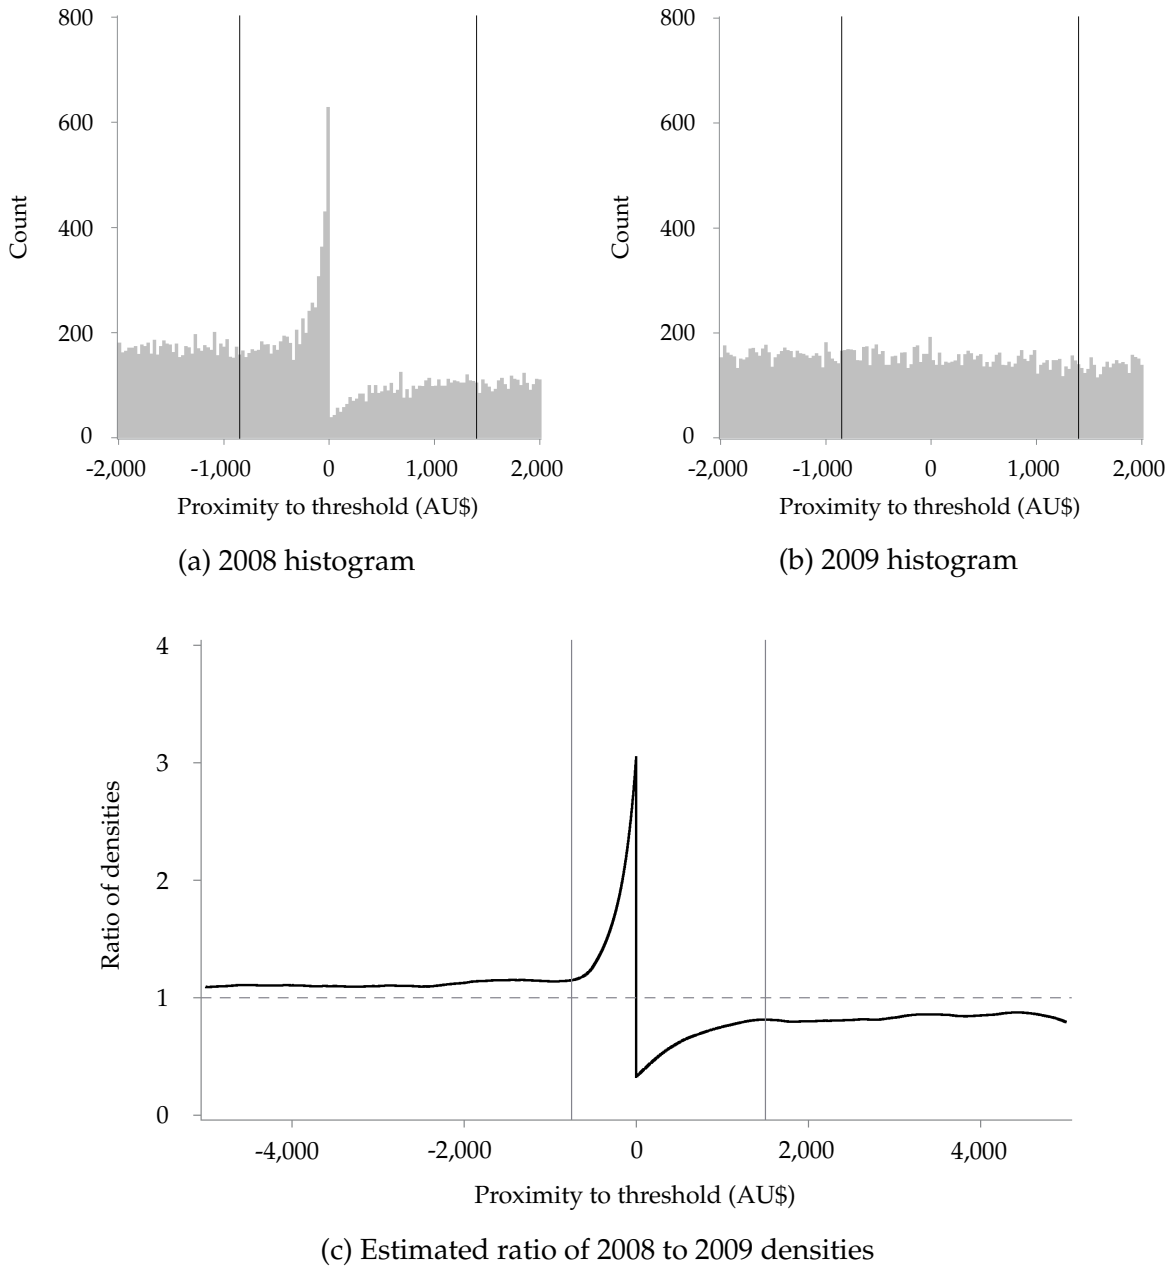 800
600
400
200
0
Count
-2,000 -1,000 0 1,000 2,000
Proximity to threshold (AU$)
(a) 2008 histogram
800
600
400
200
0
Count
-2,000 -1,000 0 1,000 2,000
Proximity to threshold (AU$)
(b) 2009 histogram
4
3
2
1
0
Ratio of densities
-4,000 -2,000 0 2,000 4,000
Proximity to threshold (AU$)
(c) Estimated ratio of 2008 to 2009 densities